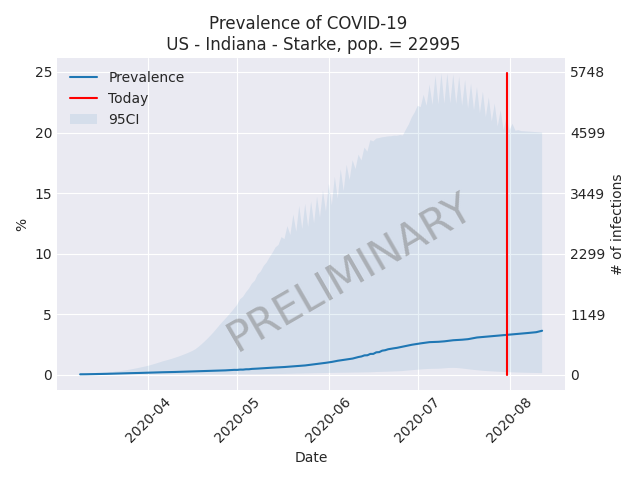 Prevalence of COVID-19
US - Indiana - Starke, pop. = 22995
Prevalence
Today
95CI
25
20
15
10
5
0
%
5748
4599
3449
2299
1149
0
# of infections
PRELIMINARY
2020-04
2020-05
2020-06
2020-07
2020-08
Date